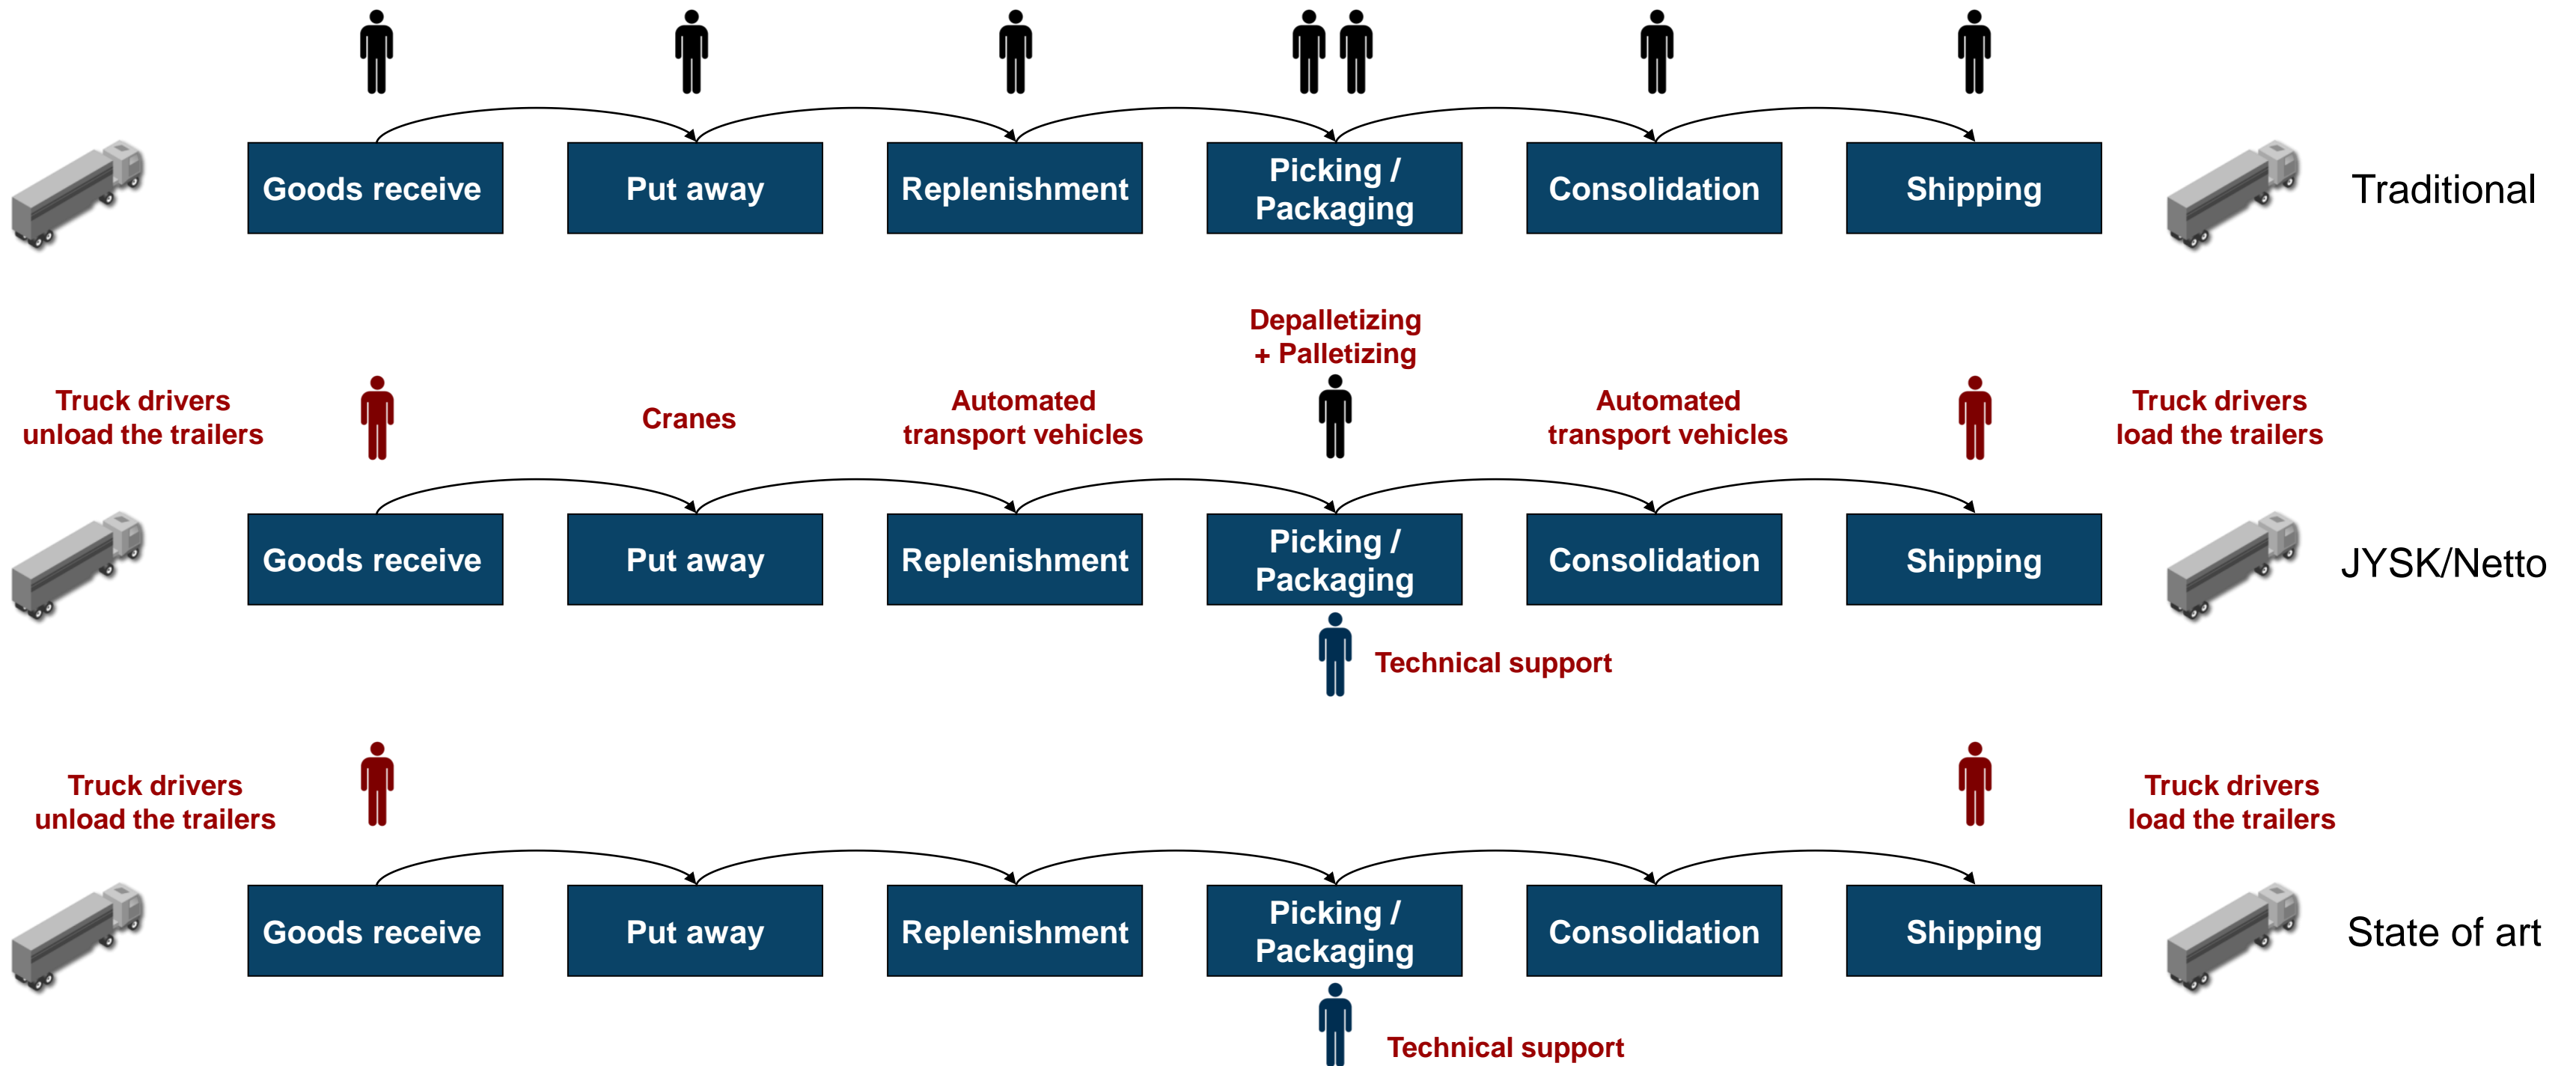 Goods receive
Put away
Replenishment
Picking /
Packaging
Consolidation
Shipping
Traditional
Depalletizing
+ Palletizing
Truck drivers
unload the trailers
Cranes
Automated
transport vehicles
Automated
transport vehicles
Truck drivers
load the trailers
Goods receive
Put away
Replenishment
Picking /
Packaging
Consolidation
Shipping
JYSK/Netto
Technical support
Truck drivers
unload the trailers
Truck drivers
load the trailers
Goods receive
Put away
Replenishment
Picking /
Packaging
Consolidation
Shipping
State of art
Technical support